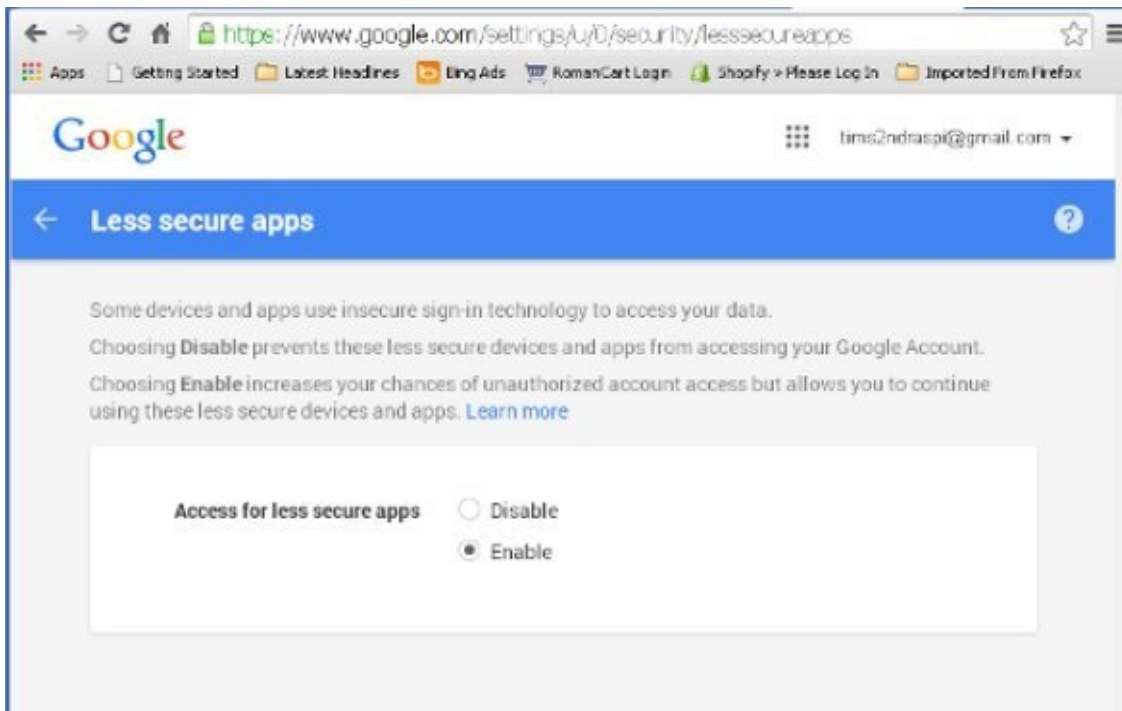 https://www.google.com/settings/u/0/security/lesssecureapps
Apps Getting Started Latest Headlines Bing Ads RomanCart Login Shopify » Please Log In Imported From Firefox
Google tims2ndraspi@gmail.com
Less secure apps ?
Some devices and apps use insecure sign-in technology to access your data.
Choosing Disable prevents these less secure devices and apps from accessing your Google Account.
Choosing Enable increases your chances of unauthorized account access but allows you to continue
using these less secure devices and apps. Learn more
Access for less secure apps Disable
Enable